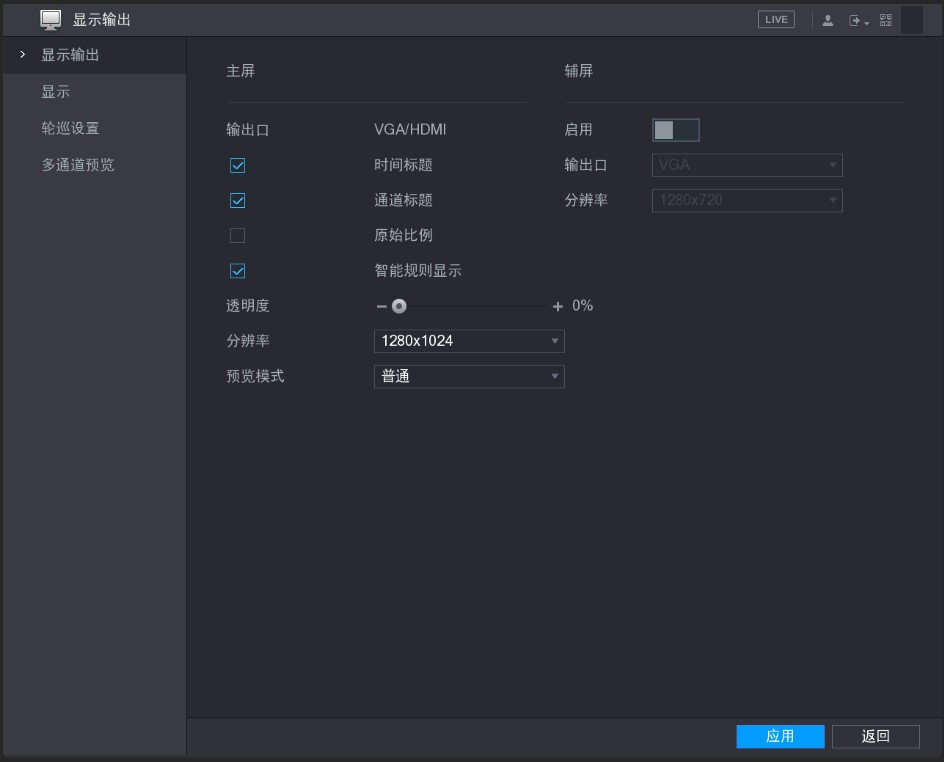 显示输出
LIVE
显示输出
显示
轮巡设置
多通道预览
主屏
输出口 VGA/HDMI
时间标题
通道标题
原始比例
智能规则显示
透明度 0%
分辨率 1280x1024
预览模式 普通
辅屏
启用
输出口 VGA
分辨率 1280x720
应用
返回